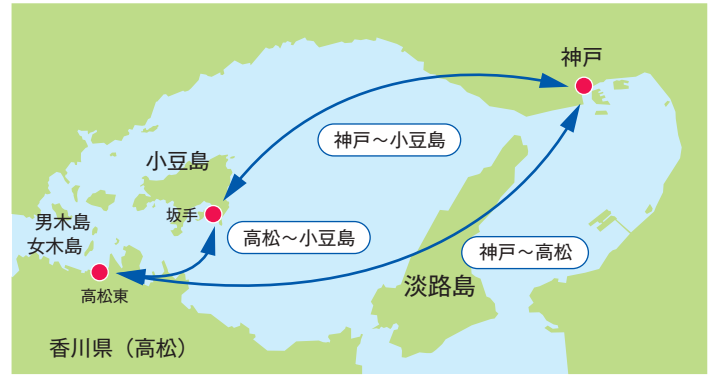 神戸
神戸～小豆島
小豆島
坂手
男木島
女木島
高松～小豆島
神戸～高松
淡路島
高松東
香川県（高松）